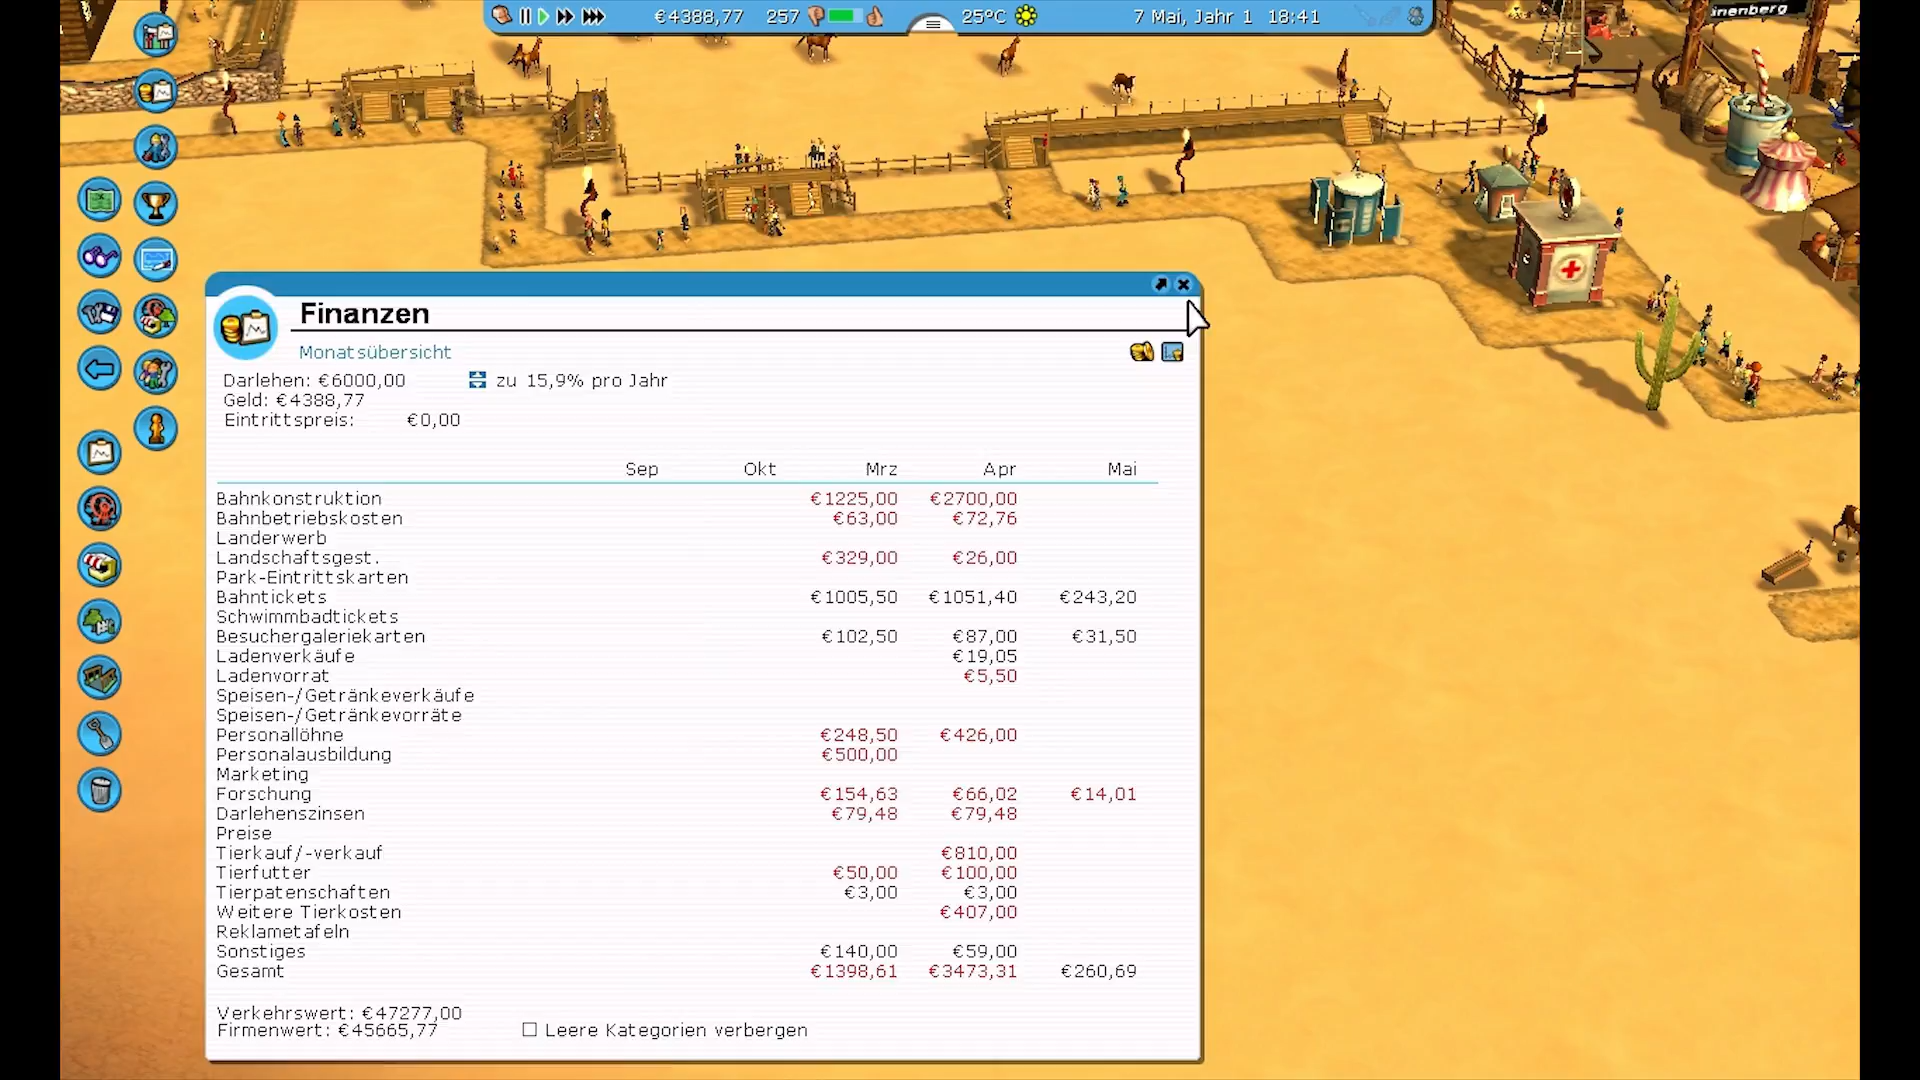 €4388,77 257 25°C 7 Mai, Jahr 1 18:41
Finanzen
Monatsübersicht
Darlehen: €6000,00 zu 15,9% pro Jahr
Geld: €4388,77
Eintrittspreis: €0,00
Sep Okt Mrz Apr Mai
Bahnkonstruktion €1225,00 €2700,00
Bahnbetriebskosten €63,00 €72,76
Landerwerb
Landschaftsgest. €329,00 €26,00
Park-Eintrittskarten
Bahntickets €1005,50 €1051,40 €243,20
Schwimmbadtickets
Besuchergaleriekarten €102,50 €87,00 €31,50
Ladenverkäufe €19,05
Ladenvorrat €5,50
Speisen-/Getränkeverkäufe
Speisen-/Getränkevorräte
Personallöhne €248,50 €426,00
Personalausbildung €500,00
Marketing
Forschung €154,63 €66,02 €14,01
Darlehenszinsen €79,48 €79,48
Preise
Tierkauf/-verkauf €810,00
Tierfutter €50,00 €100,00
Tierpatenschaften €3,00 €3,00
Weitere Tierkosten €407,00
Reklametafeln
Sonstiges €140,00 €59,00
Gesamt €1398,61 €3473,31 €260,69
Verkehrswert: €47277,00
Firmenwert: €45665,77
Leere Kategorien verbergen